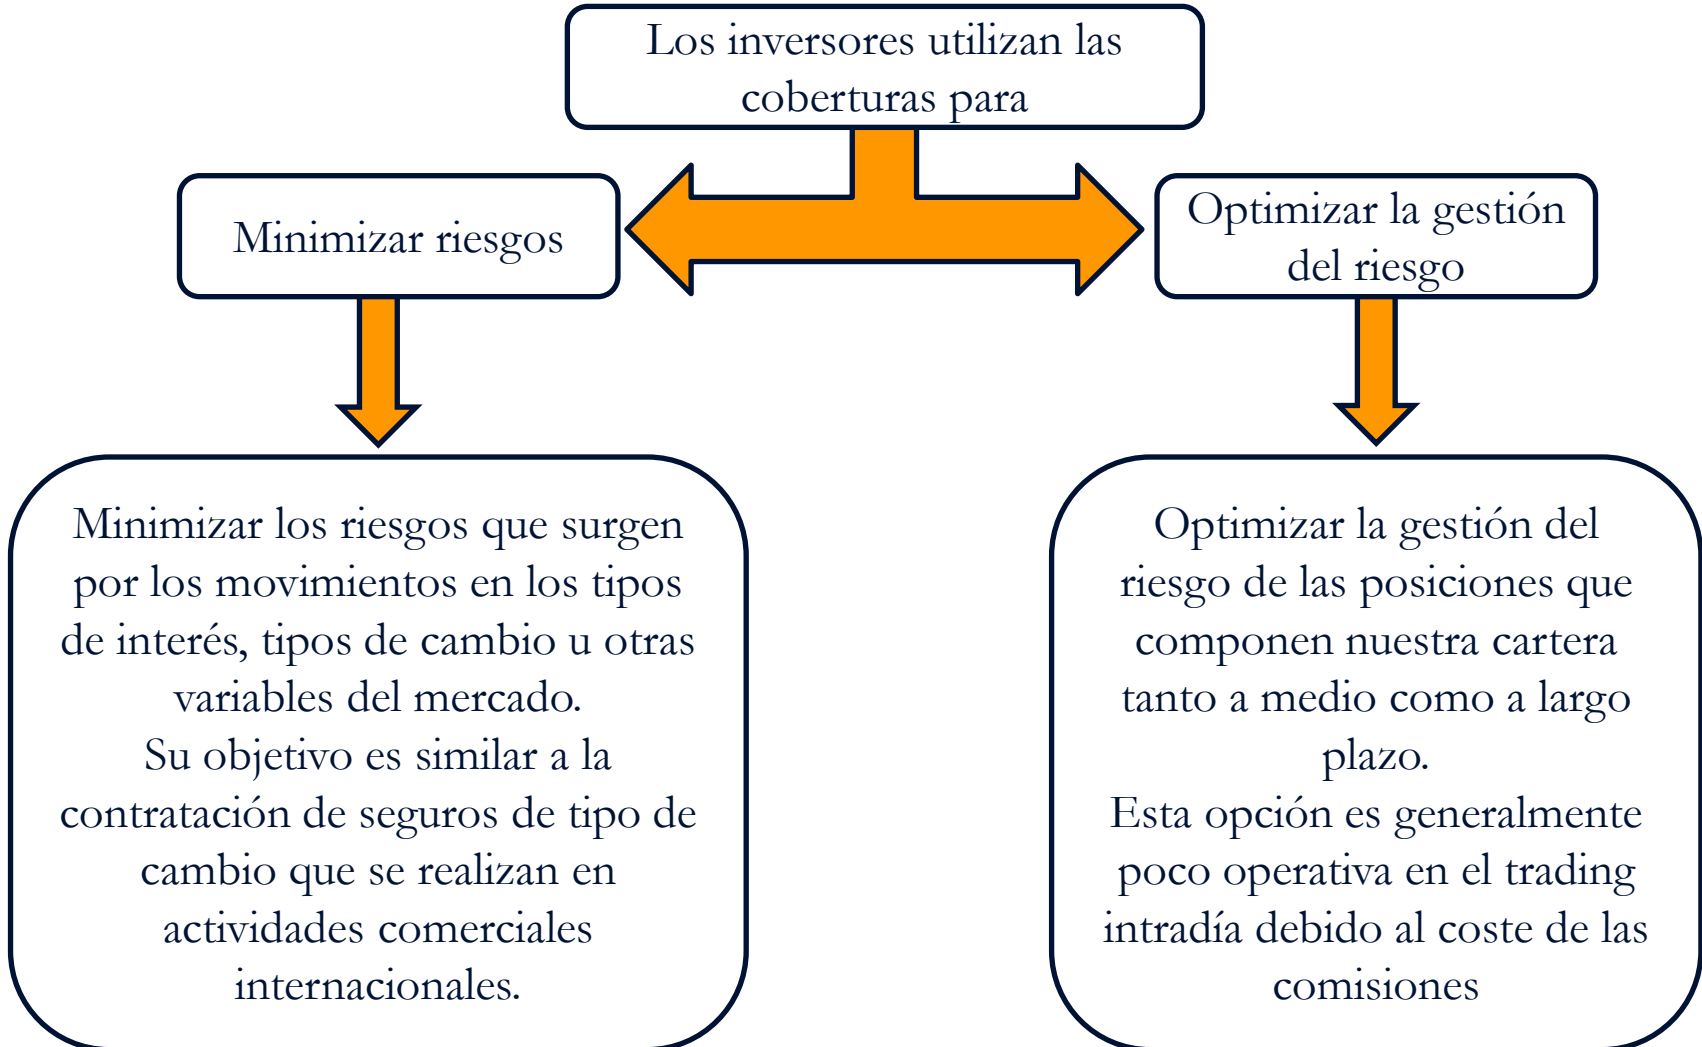 Los inversores utilizan las
coberturas para
Minimizar riesgos
Optimizar la gestión
del riesgo
Minimizar los riesgos que surgen
por los movimientos en los tipos
de interés, tipos de cambio u otras
variables del mercado.
Su objetivo es similar a la
contratación de seguros de tipo de
cambio que se realizan en
actividades comerciales
internacionales.
Optimizar la gestión del
riesgo de las posiciones que
componen nuestra cartera
tanto a medio como a largo
plazo.
Esta opción es generalmente
poco operativa en el trading
intradía debido al coste de las
comisiones